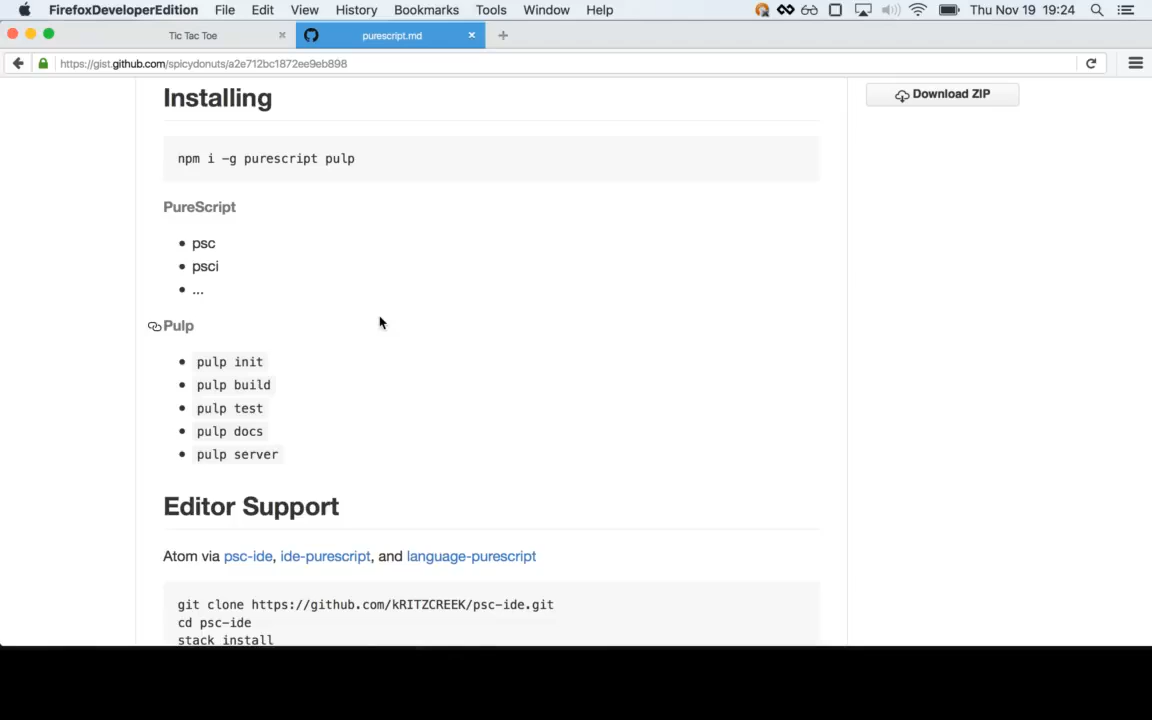 FirefoxDeveloperEdition File Edit View History Bookmarks Tools Window Help Thu Nov 19 19:24
Tic Tac Toe purescript.md
https://gist.github.com/spicydonuts/a2e712bc1872ee9eb898
Installing
Download ZIP
npm i -g purescript pulp
PureScript
psc
psci
...
Pulp
pulp init
pulp build
pulp test
pulp docs
pulp server
Editor Support
Atom via psc-ide, ide-purescript, and language-purescript
git clone https://github.com/kRITZCREEK/psc-ide.git
cd psc-ide
stack install